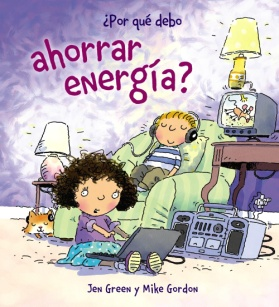 ¿Por qué debo
ahorrar
energía?
Jen Green y Mike Gordon